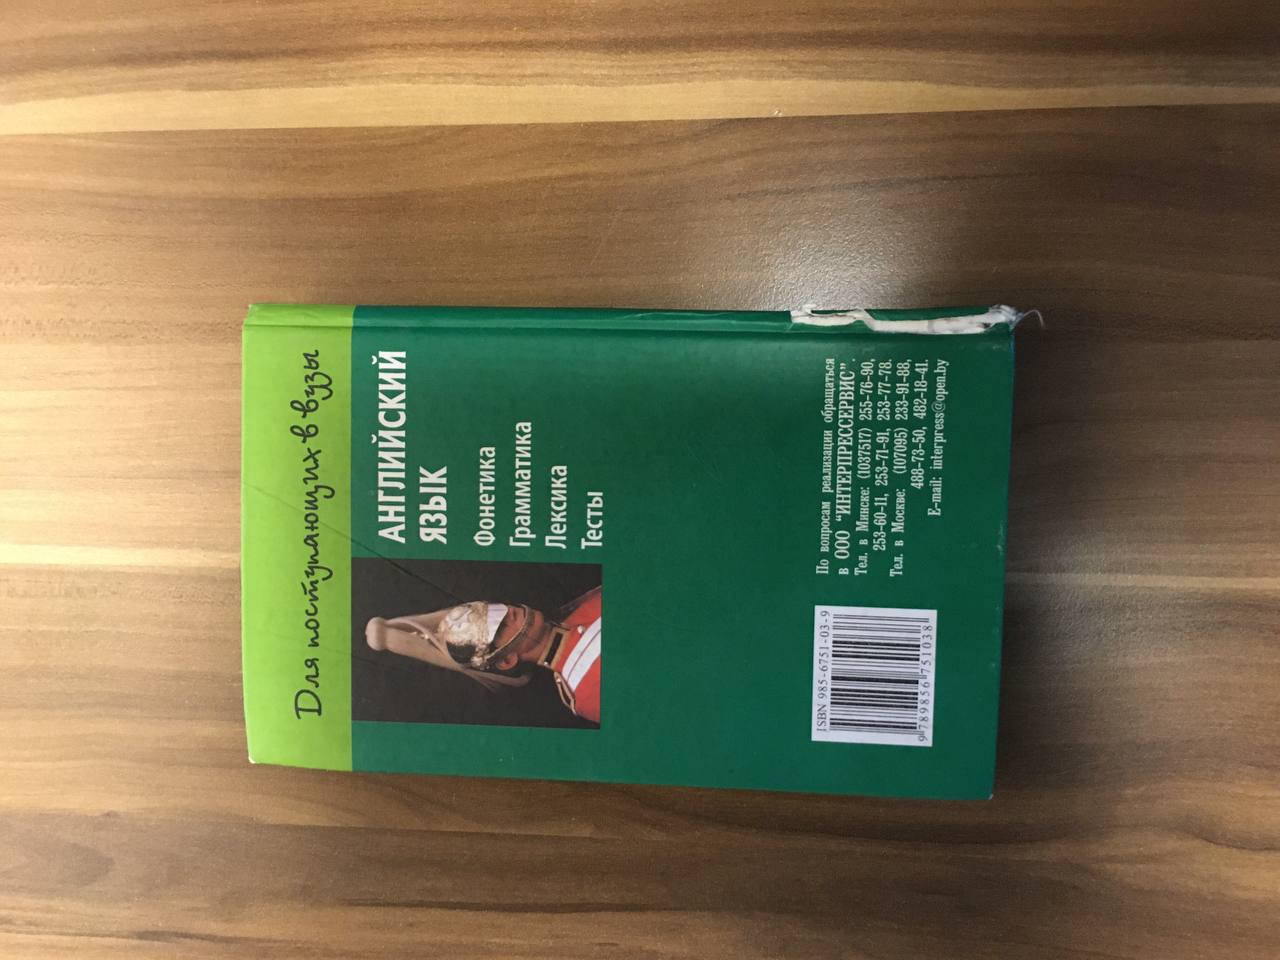 Для поступающих в вузы
АНГЛИЙСКИЙ
ЯЗЫК
Фонетика
Грамматика
Лексика
Тесты
ISBN 985-6751-03-9
9 789856 751038
По вопросам реализации обращаться
в ООО "ИНТЕРПРЕССЕРВИС".
Тел. в Минске: (1037517) 255-76-90,
253-60-11, 253-71-91, 253-77-78.
Тел. в Москве: (107095) 233-91-88,
488-73-50, 482-18-41.
E-mail: interpress@open.by